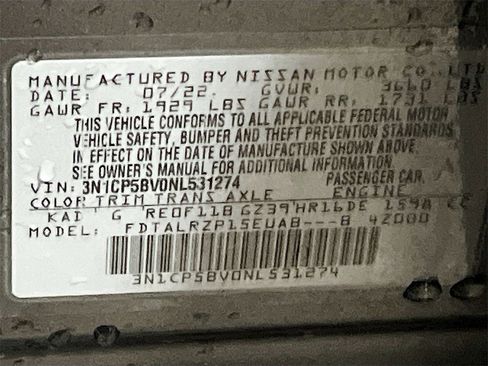 MANUFACTURED BY NISSAN MOTOR CO., LTD
DATE: 07/22 GVWR: 3660 LBS
GAWR FR: 1929 LBS GAWR RR: 1731 LBS
THIS VEHICLE CONFORMS TO ALL APPLICABLE FEDERAL MOTOR
VEHICLE SAFETY, BUMPER AND THEFT PREVENTION STANDARDS
IN EFFECT ON THE DATE OF MANUFACTURE SHOWN ABOVE.
SEE OWNER'S MANUAL FOR ADDITIONAL INFORMATION.
VIN: 3N1CP5BV0NL531274 PASSENGER CAR
COLOR TRIM TRANS AXLE ENGINE
KAD G RE0F11B GZ39 HR16DE 1598 CC
MODEL: FDTALRZP15EUAB---B 42000
3N1CP5BV0NL531274